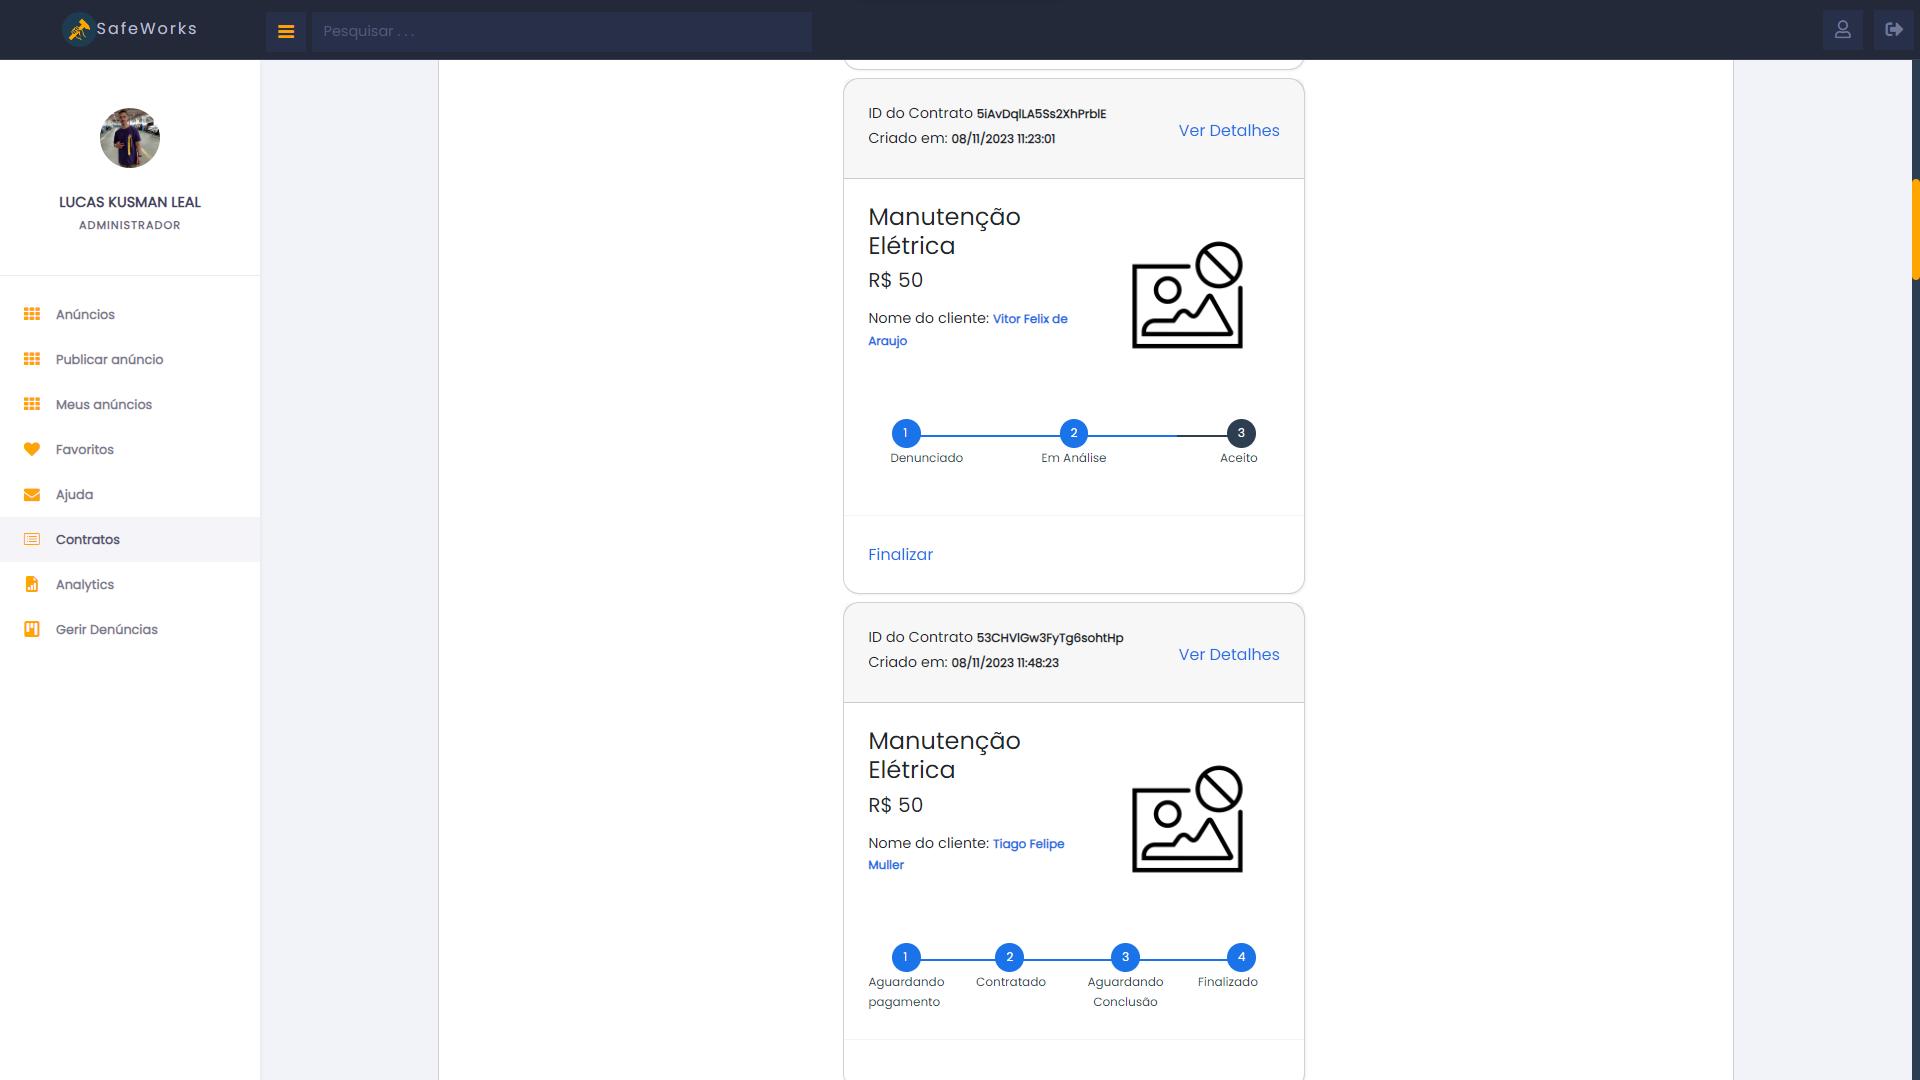 SafeWorks
Pesquisar . . .
LUCAS KUSMAN LEAL
ADMINISTRADOR
Anúncios
Publicar anúncio
Meus anúncios
Favoritos
Ajuda
Contratos
Analytics
Gerir Denúncias
ID do Contrato 5iAvDqlLA5Ss2XhPrblE
Criado em: 08/11/2023 11:23:01
Ver Detalhes
Manutenção
Elétrica
R$ 50
Nome do cliente: Vitor Felix de
Araujo
1 2 3
Denunciado Em Análise Aceito
Finalizar
ID do Contrato 53CHVlGw3FyTg6sohtHp
Criado em: 08/11/2023 11:48:23
Ver Detalhes
Manutenção
Elétrica
R$ 50
Nome do cliente: Tiago Felipe
Muller
1 2 3 4
Aguardando Contratado Aguardando Finalizado
pagamento Conclusão